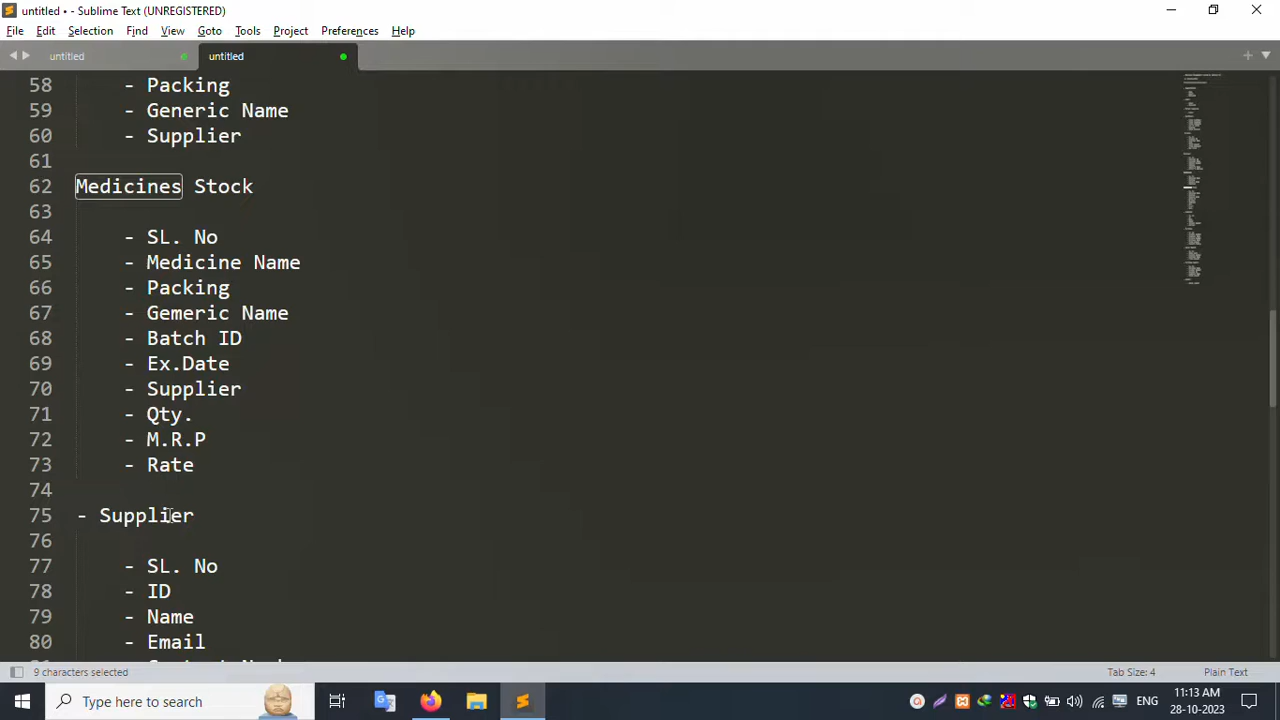 untitled • - Sublime Text (UNREGISTERED)
File Edit Selection Find View Goto Tools Project Preferences Help
untitled untitled
58 - Packing
59 - Generic Name
60 - Supplier
61
62 Medicines Stock
63
64 - SL. No
65 - Medicine Name
66 - Packing
67 - Gemeric Name
68 - Batch ID
69 - Ex.Date
70 - Supplier
71 - Qty.
72 - M.R.P
73 - Rate
74
75 - Supplier
76
77 - SL. No
78 - ID
79 - Name
80 - Email
9 characters selected Tab Size: 4 Plain Text
Type here to search ENG 11:13 AM
28-10-2023